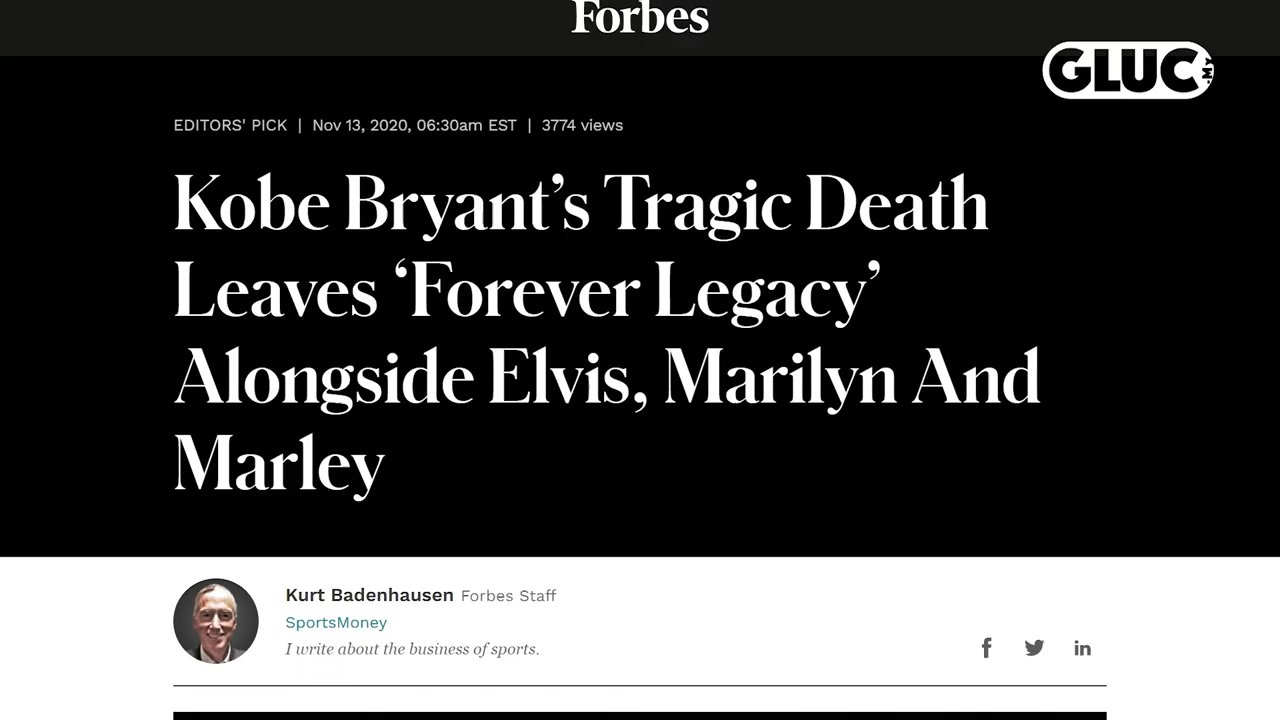 Forbes
GLUC.MY
EDITORS' PICK | Nov 13, 2020, 06:30am EST | 3774 views
Kobe Bryant’s Tragic Death
Leaves ‘Forever Legacy’
Alongside Elvis, Marilyn And
Marley
Kurt Badenhausen Forbes Staff
SportsMoney
I write about the business of sports.
f in